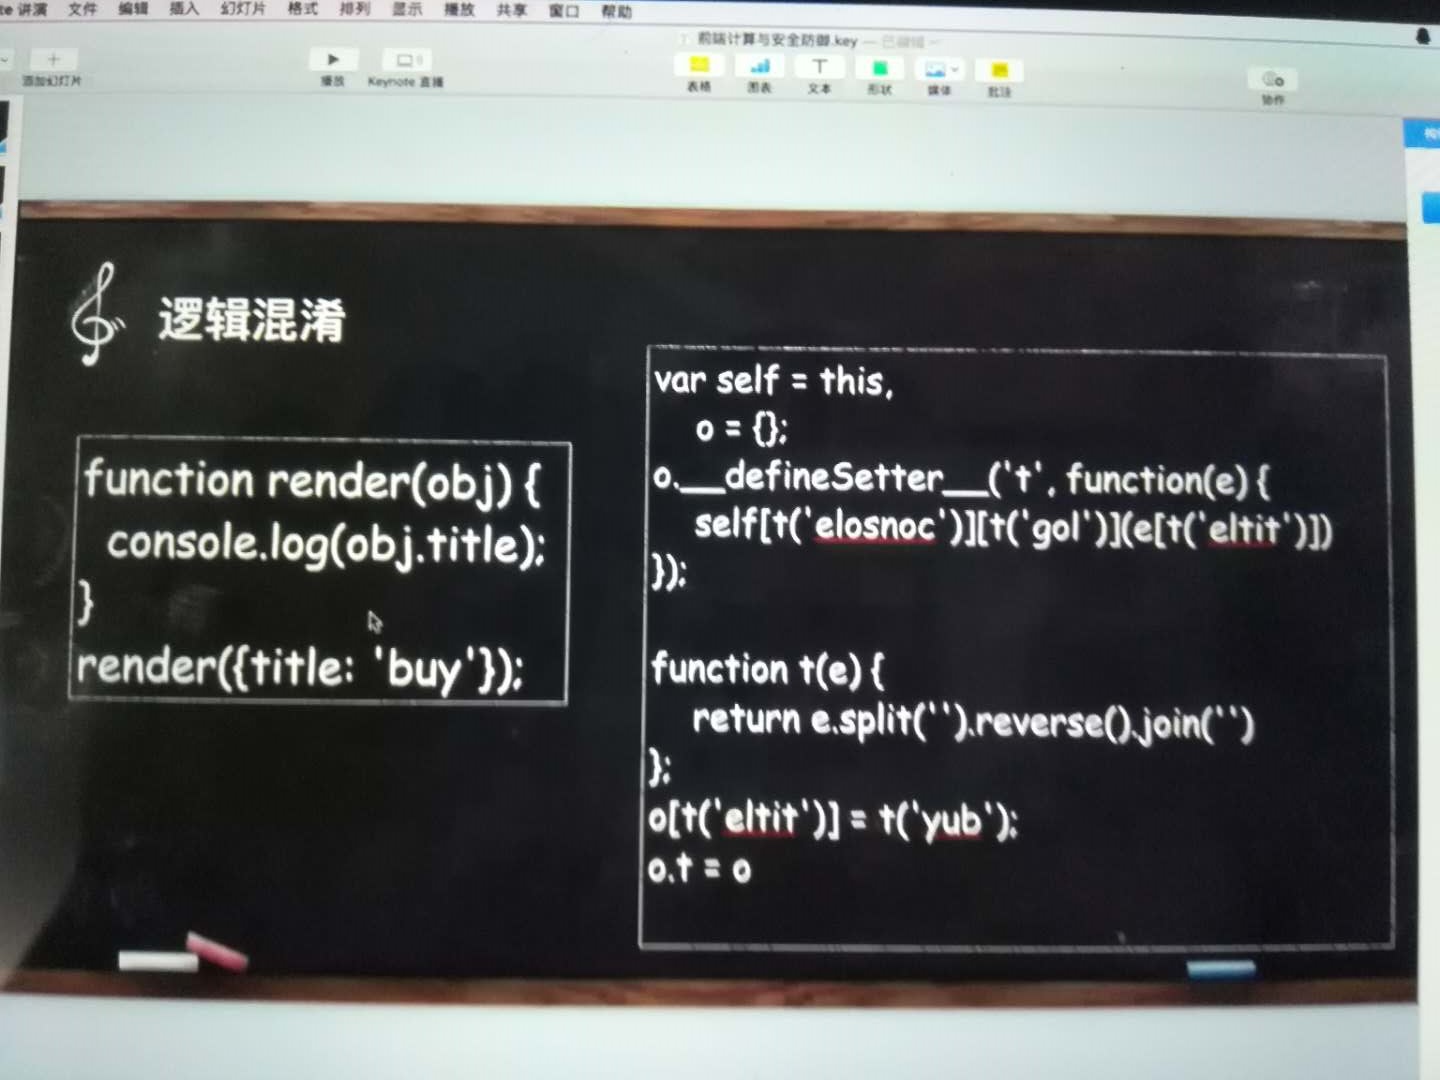 讲演 文件 编辑 插入 幻灯片 格式 排列 显示 播放 共享 窗口 帮助
前端计算与安全防御.key — 已编辑
添加幻灯片 播放 Keynote 直播 表格 图表 文本 形状 媒体 批注 协作
逻辑混淆
function render(obj) {
console.log(obj.title);
}
render({title: 'buy'});
var self = this,
o = {};
o.__defineSetter__('t', function(e) {
self[t('elosnoc')][t('gol')](e[t('eltit')])
});
function t(e) {
return e.split('').reverse().join('')
};
o[t('eltit')] = t('yub');
o.t = o